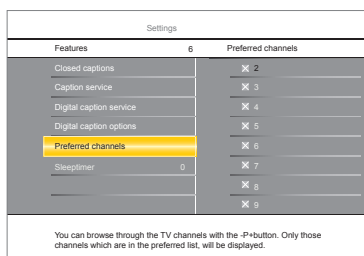 Settings
Features 6 Preferred channels
Closed captions 2
Caption service 3
Digital caption service 4
Digital caption options 5
Preferred channels 6
Sleeptimer 0 7
8
9
You can browse through the TV channels with the -P+button. Only those
channels which are in the preferred list, will be displayed.